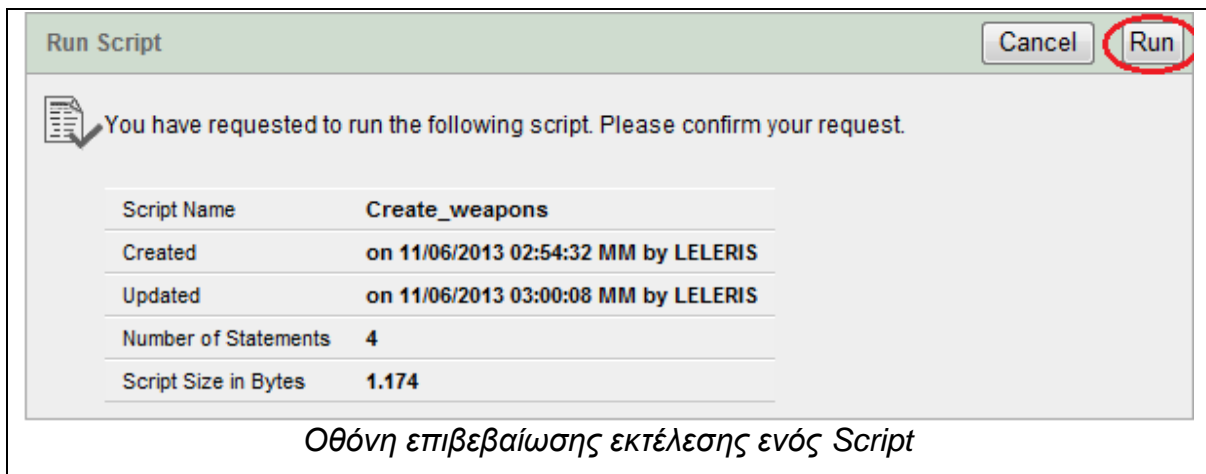 Run Script Cancel Run
You have requested to run the following script. Please confirm your request.
Script Name Create_weapons
Created on 11/06/2013 02:54:32 MM by LELERIS
Updated on 11/06/2013 03:00:08 MM by LELERIS
Number of Statements 4
Script Size in Bytes 1.174
Οθόνη επιβεβαίωσης εκτέλεσης ενός Script